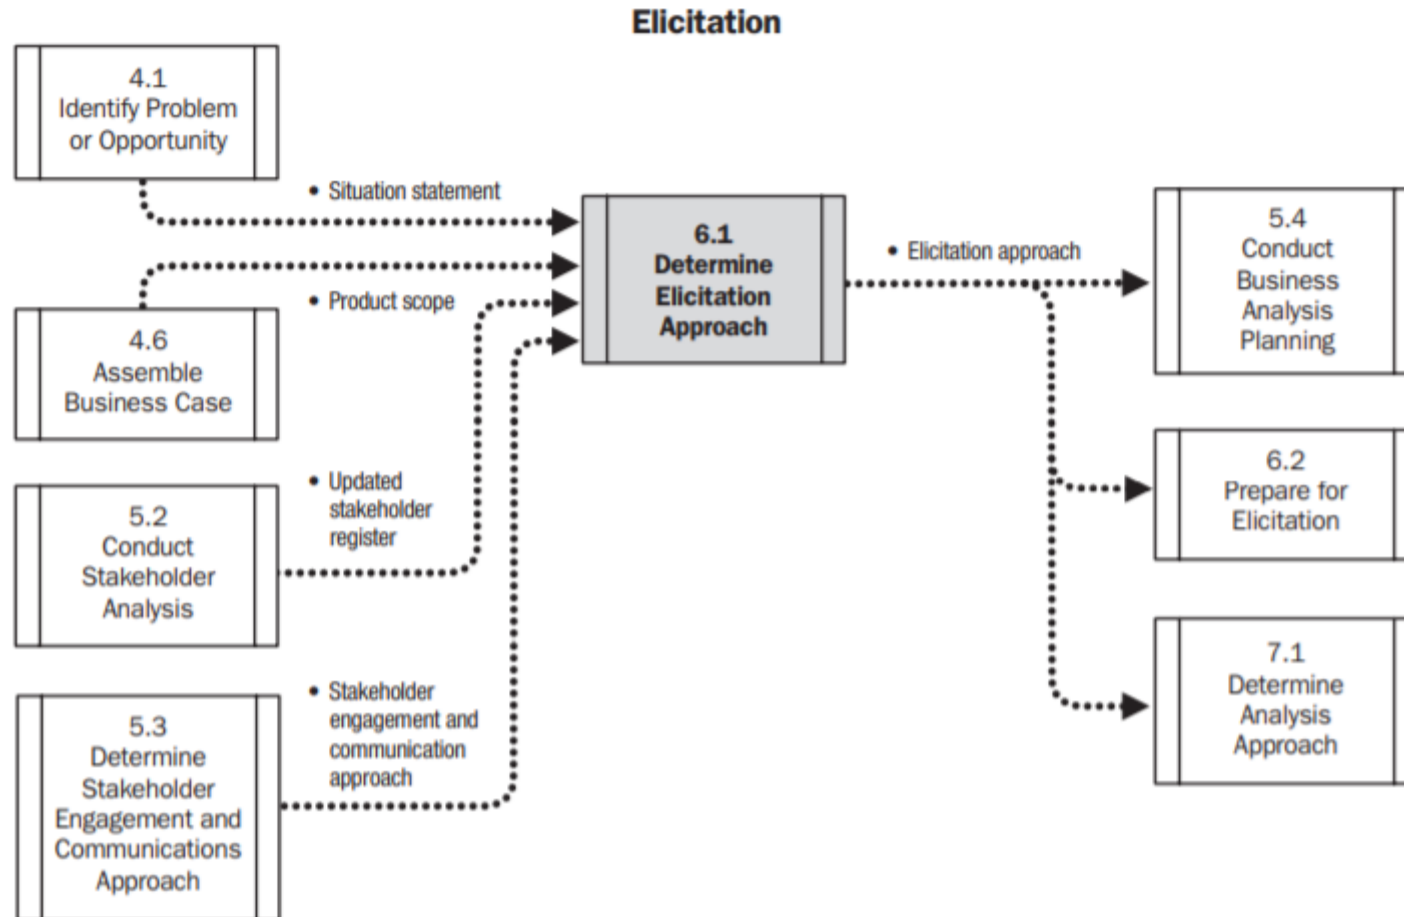 Elicitation
4.1
Identify Problem
or Opportunity
• Situation statement
4.6
Assemble
Business Case
• Product scope
5.2
Conduct
Stakeholder
Analysis
• Updated
stakeholder
register
5.3
Determine
Stakeholder
Engagement and
Communications
Approach
• Stakeholder
engagement and
communication
approach
6.1
Determine
Elicitation
Approach
• Elicitation approach
5.4
Conduct
Business
Analysis
Planning
6.2
Prepare for
Elicitation
7.1
Determine
Analysis
Approach